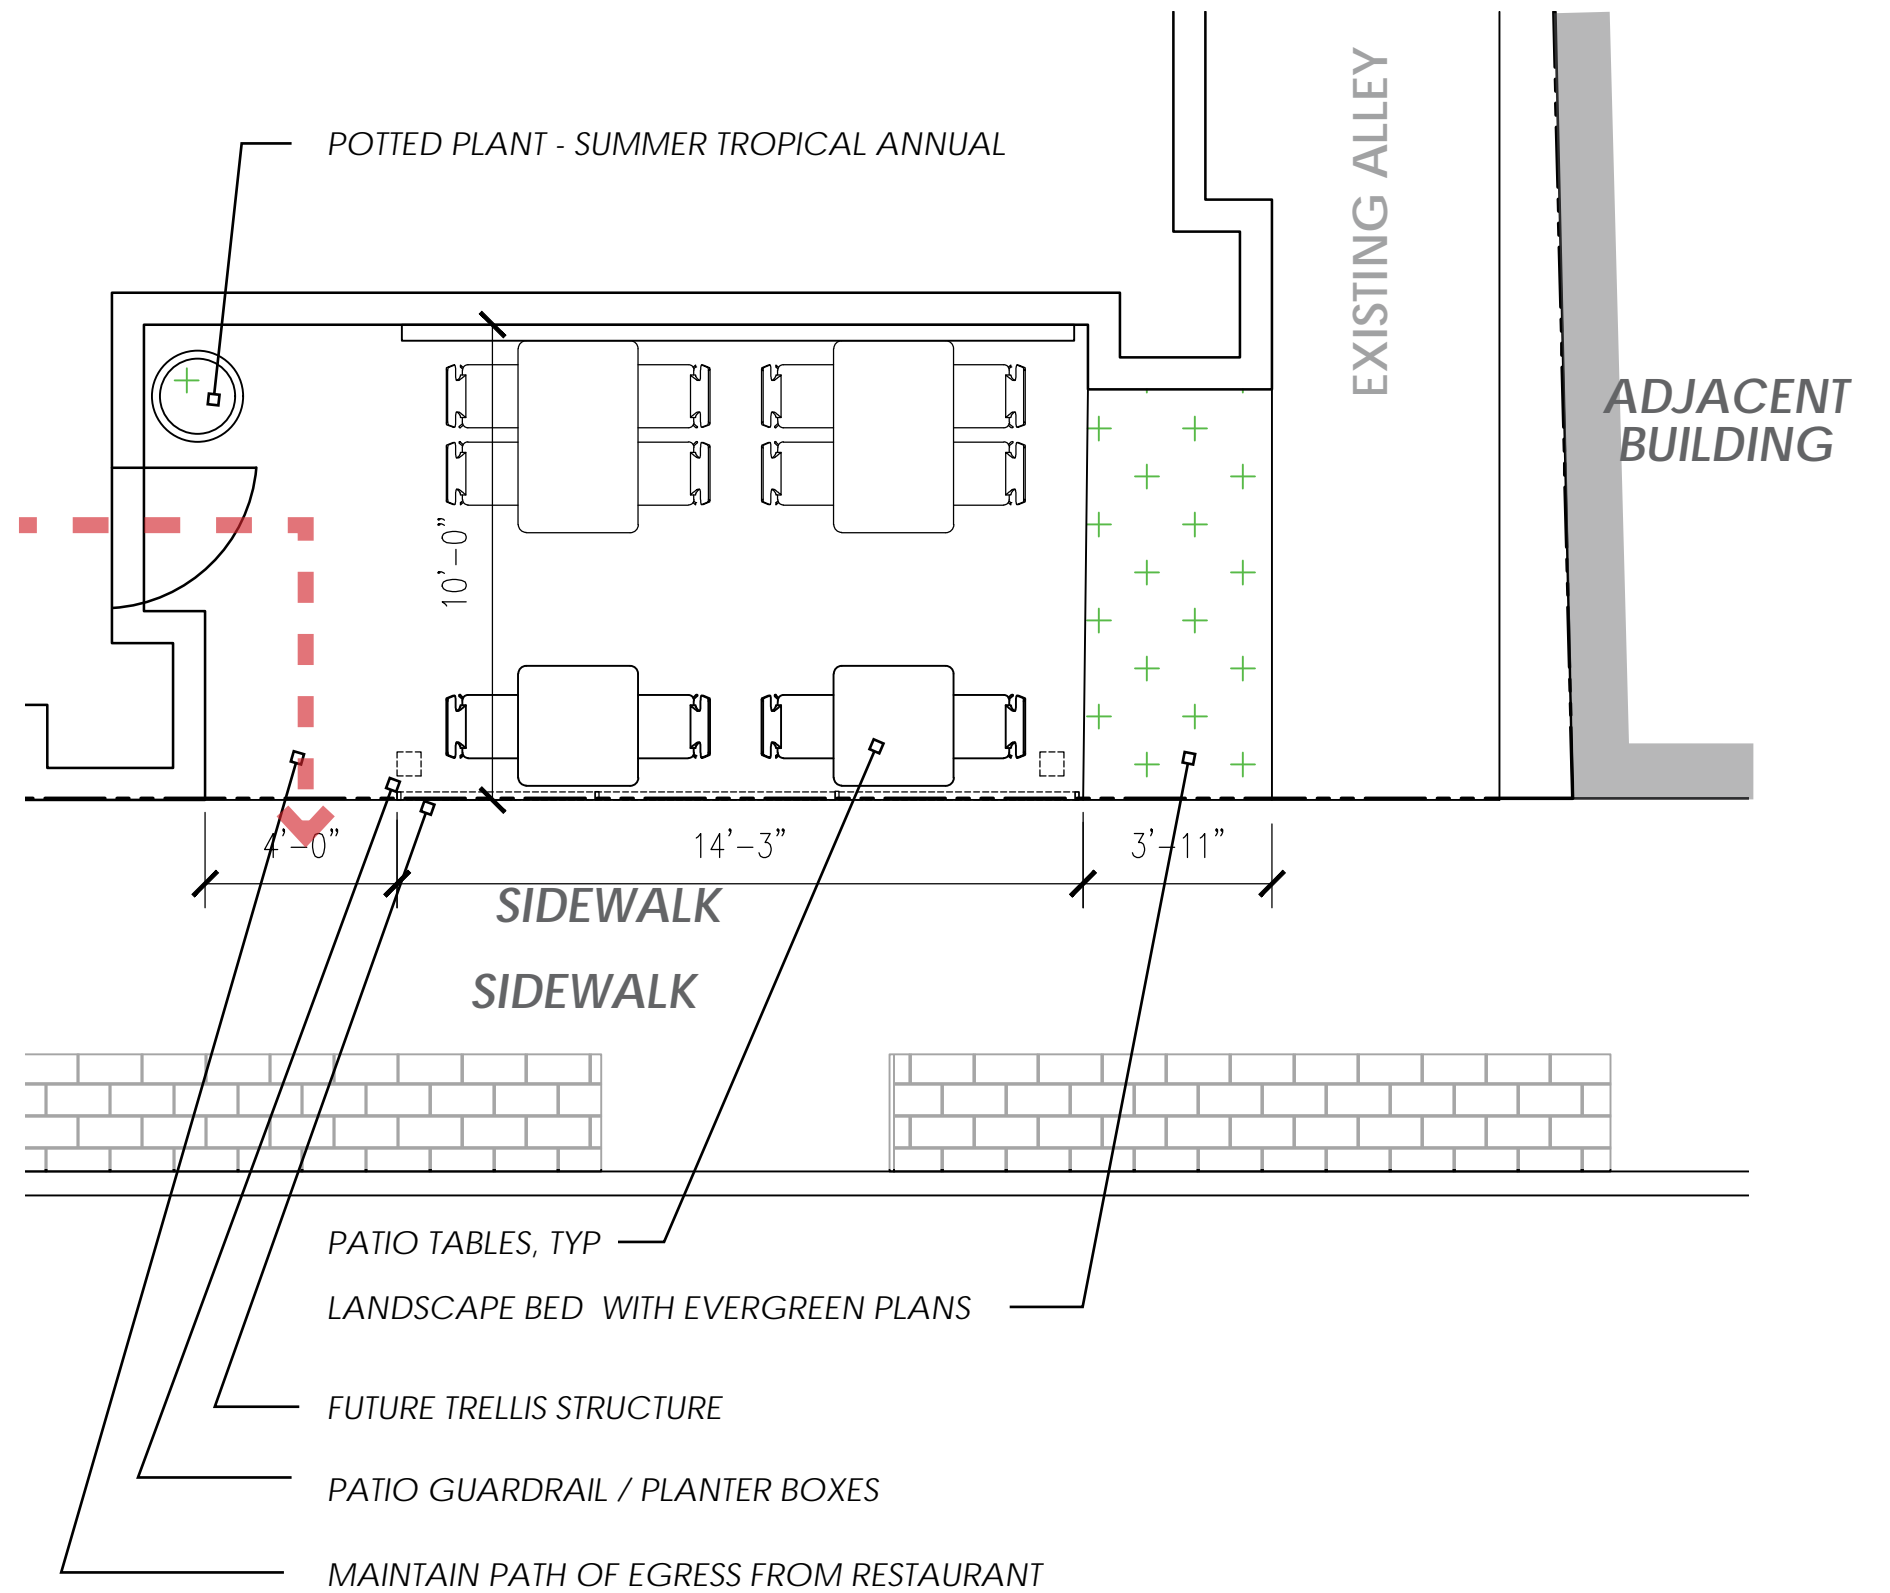 POTTED PLANT - SUMMER TROPICAL ANNUAL
EXISTING ALLEY
ADJACENT
BUILDING
10'-0"
4'-0"
14'-3"
3'-11"
SIDEWALK
SIDEWALK
PATIO TABLES, TYP
LANDSCAPE BED WITH EVERGREEN PLANS
FUTURE TRELLIS STRUCTURE
PATIO GUARDRAIL / PLANTER BOXES
MAINTAIN PATH OF EGRESS FROM RESTAURANT